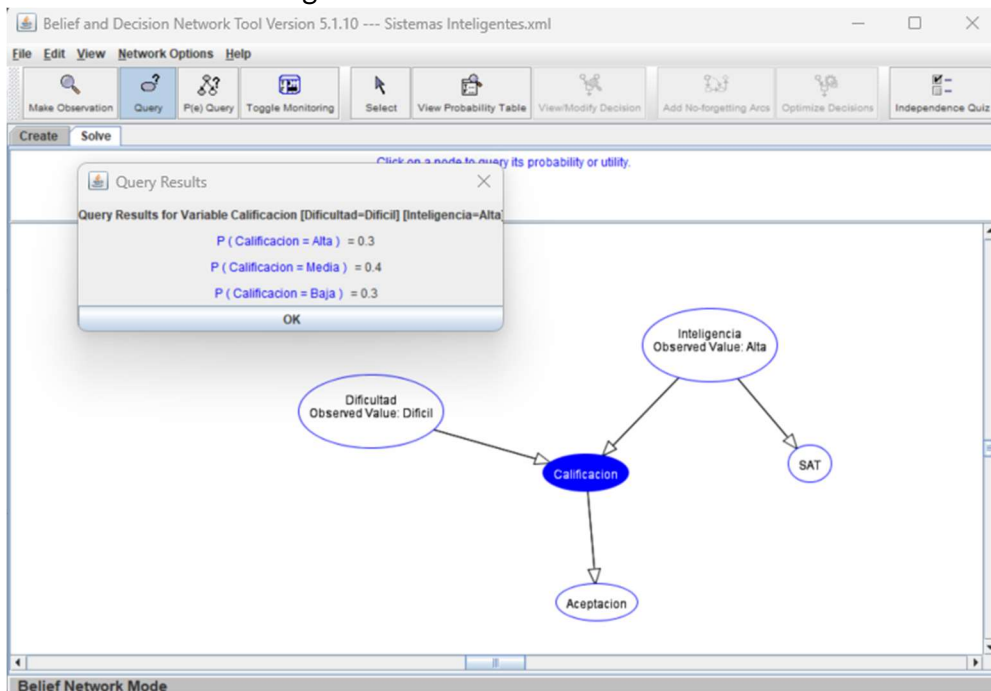 Belief and Decision Network Tool Version 5.1.10 --- Sistemas Inteligentes.xml
File Edit View Network Options Help
Make Observation Query P(e) Query Toggle Monitoring Select View Probability Table View/Modify Decision Add No-forgetting Arcs Optimize Decisions Independence Quiz
Create Solve
Click on a node to query its probability or utility.
Query Results
Query Results for Variable Calificacion [Dificultad=Dificil] [Inteligencia=Alta]
P ( Calificacion = Alta ) = 0.3
P ( Calificacion = Media ) = 0.4
P ( Calificacion = Baja ) = 0.3
OK
Inteligencia
Observed Value: Alta
Dificultad
Observed Value: Dificil
Calificacion
SAT
Aceptacion
Belief Network Mode